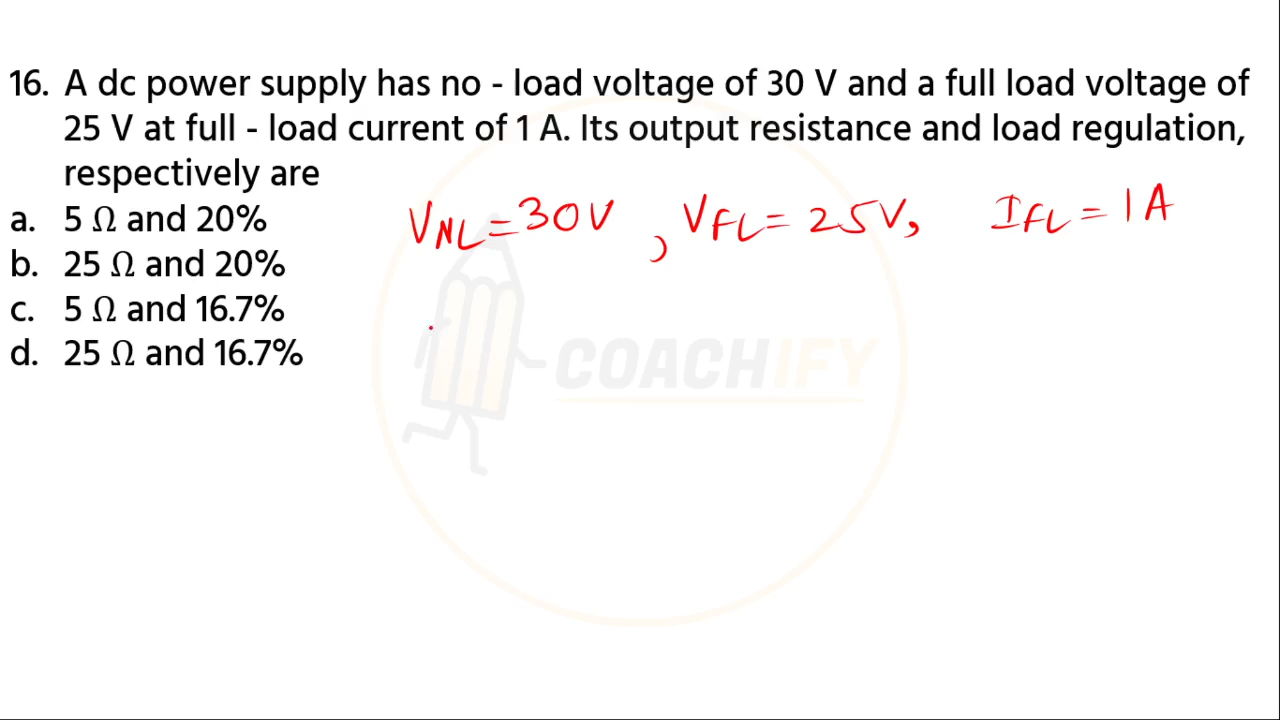 16. A dc power supply has no - load voltage of 30 V and a full load voltage of
25 V at full - load current of 1 A. Its output resistance and load regulation,
respectively are
a. 5 Ω and 20%
b. 25 Ω and 20%
c. 5 Ω and 16.7%
d. 25 Ω and 16.7%
VNL = 30V , VFL = 25V, IFL = 1A
COACHIFY